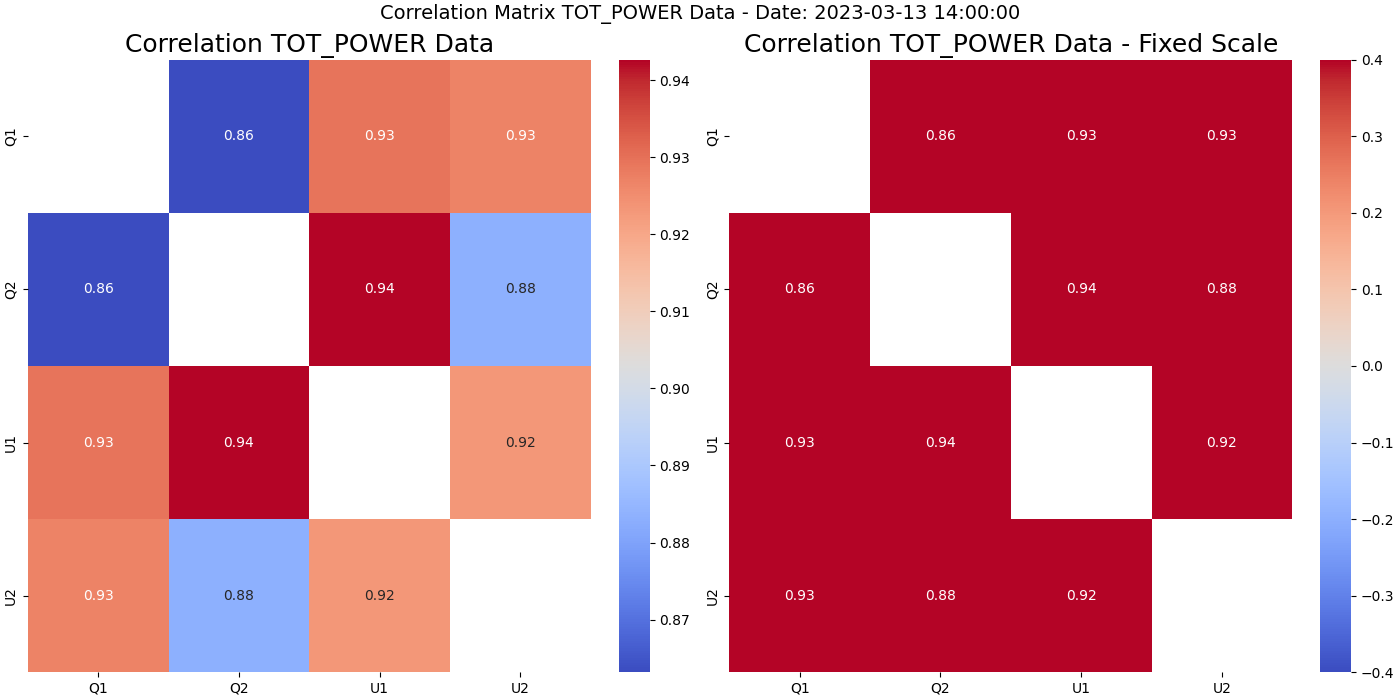 Correlation Matrix TOT_POWER Data - Date: 2023-03-13 14:00:00
Correlation TOT_POWER Data
Q1
0.86 0.93 0.93
Q2
0.86 0.94 0.88
U1
0.93 0.94 0.92
U2
0.93 0.88 0.92
Q1 Q2 U1 U2
0.94
0.93
0.92
0.91
0.90
0.89
0.88
0.87
Correlation TOT_POWER Data - Fixed Scale
Q1
0.86 0.93 0.93
Q2
0.86 0.94 0.88
U1
0.93 0.94 0.92
U2
0.93 0.88 0.92
Q1 Q2 U1 U2
0.4
0.3
0.2
0.1
0.0
−0.1
−0.2
−0.3
−0.4